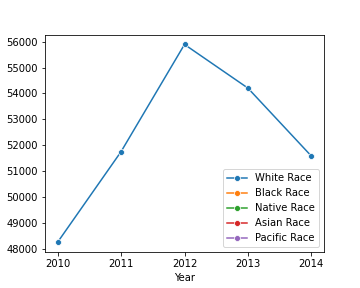 56000
55000
54000
53000
52000
51000
50000
49000
48000
White Race
Black Race
Native Race
Asian Race
Pacific Race
2010 2011 2012 2013 2014
Year